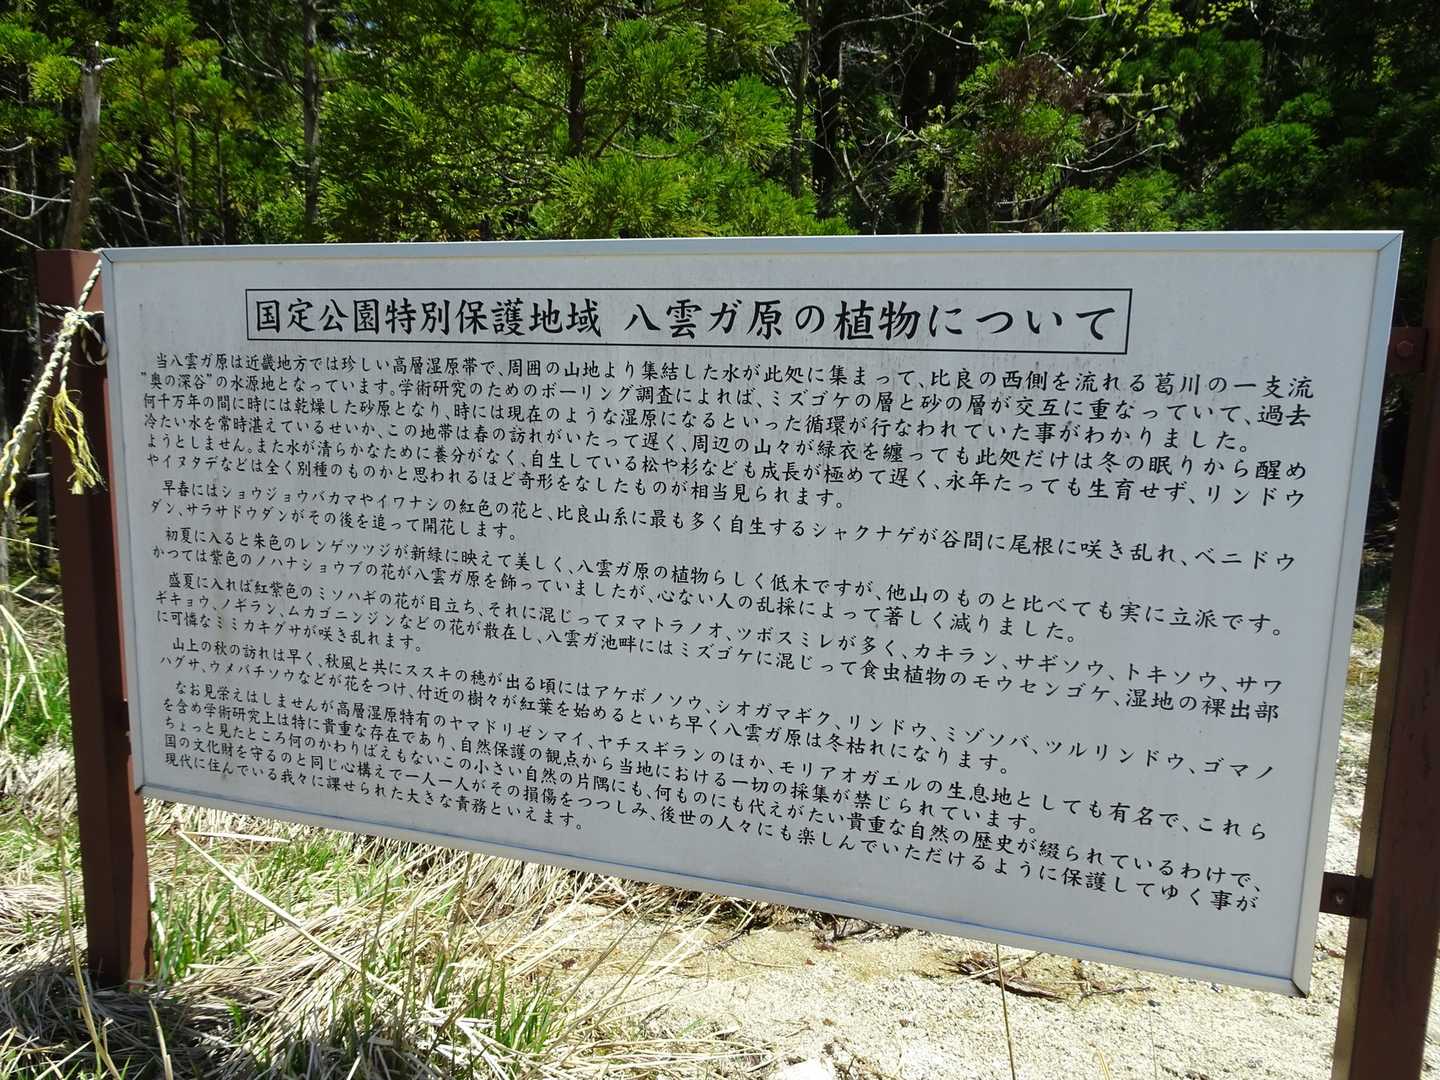 国定公園特別保護地域 八雲ガ原の植物について
当八雲ガ原は近畿地方では珍しい高層湿原帯で、周囲の山地より集結した水が此処に集まって、比良の西側を流れる葛川の一支流
"奥の深谷"の水源地となっています。学術研究のためのボーリング調査によれば、ミズゴケの層と砂の層が交互に重なっていて、過去
何千万年の間に時には乾燥した砂原となり、時には現在のような湿原になるといった循環が行なわれていた事がわかりました。
冷たい水を常時湛えているせいか、この地帯は春の訪れがいたって遅く、周辺の山々が緑衣を纏っても此処だけは冬の眠りから醒め
ようとしません。また水が清らかなために養分がなく、自生している松や杉なども成長が極めて遅く、永年たっても生育せず、リンドウ
やイヌタデなどは全く別種のものかと思われるほど奇形をなしたものが相当見られます。
早春にはショウジョウバカマやイワナシの紅色の花と、比良山系に最も多く自生するシャクナゲが谷間に尾根に咲き乱れ、ベニドウ
ダン、サラサドウダンがその後を追って開花します。
初夏に入ると朱色のレンゲツツジが新緑に映えて美しく、八雲ガ原の植物らしく低木ですが、他山のものと比べても実に立派です。
かつては紫色のノハナショウブの花が八雲ガ原を飾っていましたが、心ない人の乱採によって著しく減りました。
盛夏に入れば紅紫色のミソハギの花が目立ち、それに混じってヌマトラノオ、ツボスミレが多く、カキラン、サギソウ、トキソウ、サワ
ギキョウ、ノギラン、ムカゴニンジンなどの花が散在し、八雲ガ池畔にはミズゴケに混じって食虫植物のモウセンゴケ、湿地の裸出部
に可憐なミミカキグサが咲き乱れます。
山上の秋の訪れは早く、秋風と共にススキの穂が出る頃にはアケボノソウ、シオガマギク、リンドウ、ミゾソバ、ツルリンドウ、ゴマノ
ハグサ、ウメバチソウなどが花をつけ、付近の樹々が紅葉を始めるといち早く八雲ガ原は冬枯れになります。
なお見栄えはしませんが高層湿原特有のヤマドリゼンマイ、ヤチスギランのほか、モリアオガエルの生息地としても有名で、これら
を含め学術研究上は特に貴重な存在であり、自然保護の観点から当地における一切の採集が禁じられています。
ちょっと見たところ何のかわりばえもないこの小さい自然の片隅にも、何ものにも代えがたい貴重な自然の歴史が綴られているわけで、
国の文化財を守るのと同じ心構えで一人一人がその損傷をつつしみ、後世の人々にも楽しんでいただけるように保護してゆく事が
現代に住んでいる我々に課せられた大きな責務といえます。